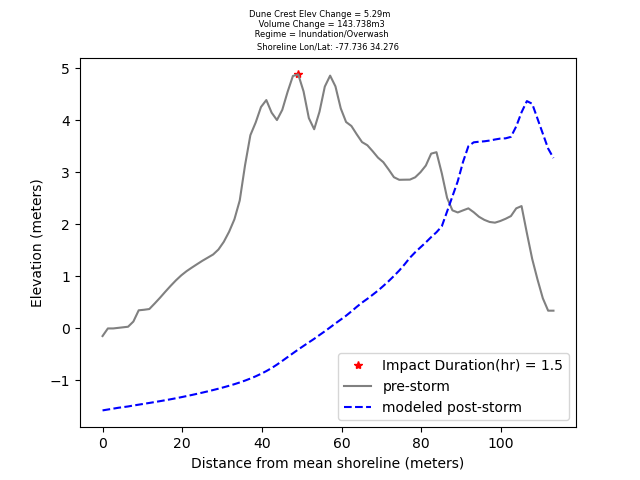 Dune Crest Elev Change = 5.29m
Volume Change = 143.738m3
Regime = Inundation/Overwash
Shoreline Lon/Lat: -77.736 34.276
5
4
3
2
1
0
−1
Elevation (meters)
Impact Duration(hr) = 1.5
pre-storm
modeled post-storm
0 20 40 60 80 100
Distance from mean shoreline (meters)